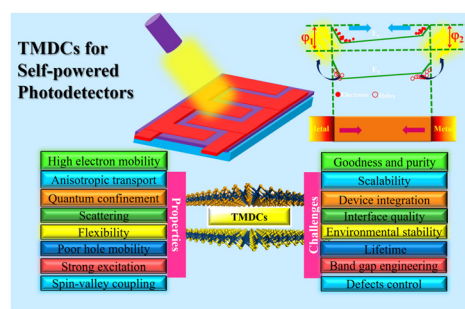 TMDCs for
Self-powered
Photodetectors
φ1
φ2
Electrons
Metal
Metal
High electron mobility
Anisotropic transport
Quantum confinement
Scattering
Flexibility
Poor hole mobility
Strong excitation
Spin-valley coupling
Properties
TMDCs
Challenges
Goodness and purity
Scalability
Device integration
Interface quality
Environmental stability
Lifetime
Band gap engineering
Defects control